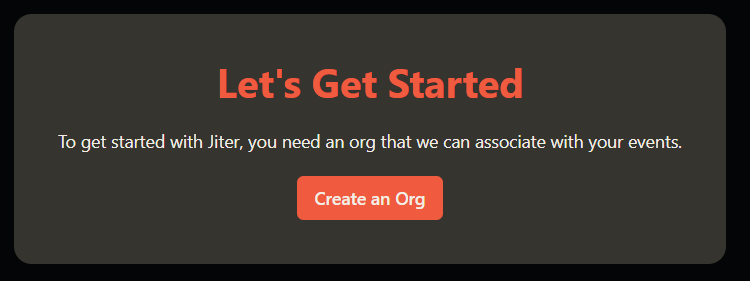 Let's Get Started
To get started with Jiter, you need an org that we can associate with your events.
Create an Org